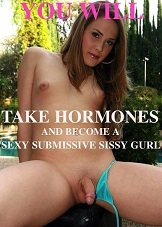 YOU WILL
TAKE HORMONES
AND BECOME A
SEXY SUBMISSIVE SISSY GURL